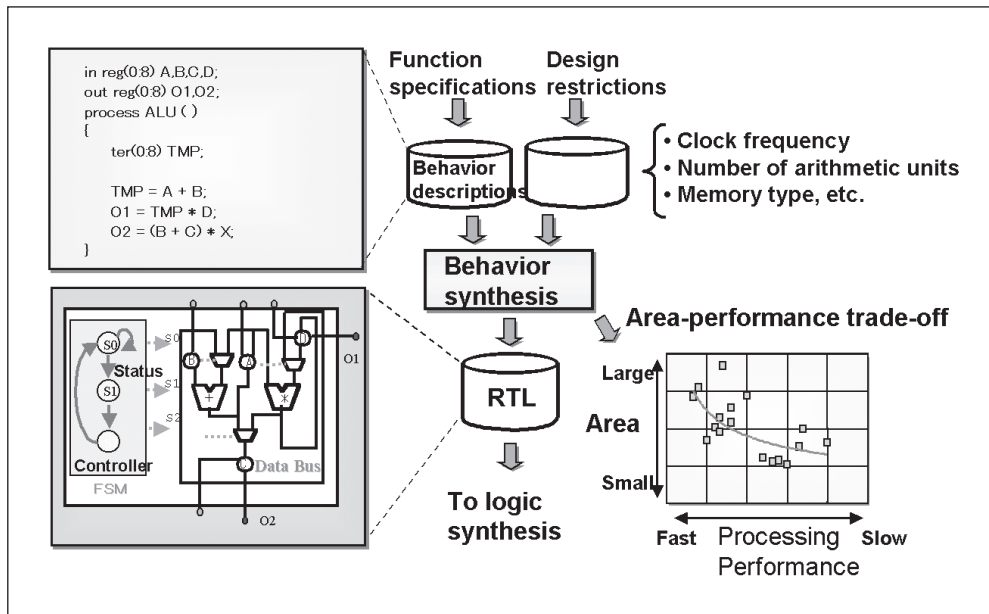 in reg(0:8) A,B,C,D;
out reg(0:8) O1,O2;
process ALU ( )
{
ter(0:8) TMP;
TMP = A + B;
O1 = TMP * D;
O2 = (B + C) * X;
}
Function
specifications
Design
restrictions
Behavior
descriptions
• Clock frequency
• Number of arithmetic units
• Memory type, etc.
Behavior
synthesis
Area-performance trade-off
RTL
To logic
synthesis
S0
Status
S1
Controller
FSM
S0
S1
S2
B
A
D
+
*
Data Bus
O1
O2
Large
Area
Small
Fast
Processing
Performance
Slow